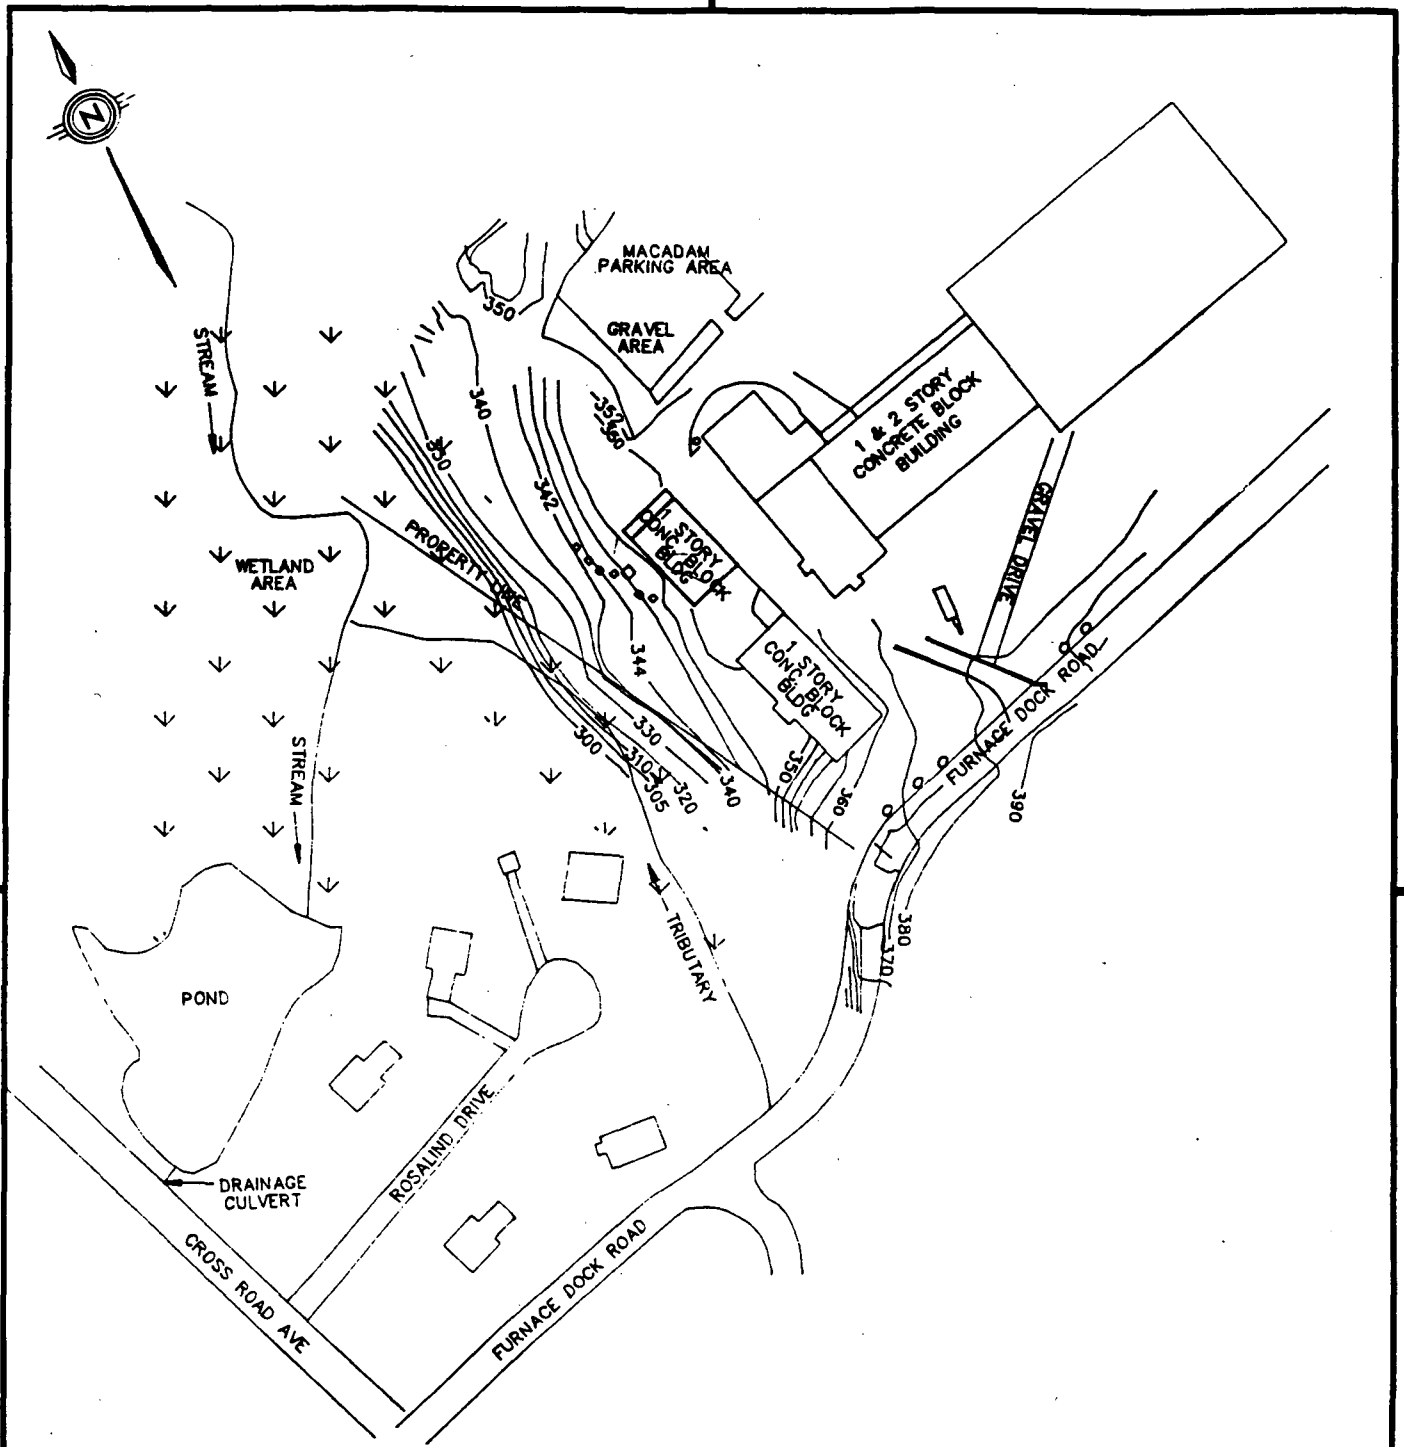 N
MACADAM
PARKING AREA
350
GRAVEL
AREA
STREAM
340
352
360
1 & 2 STORY
CONCRETE BLOCK
BUILDING
350
342
GRAVEL DRIVE
1 STORY
CONC. BLOCK
BLDG
PROPERTY LINE
WETLAND
AREA
344
1 STORY
CONC. BLOCK
BLDG
FURNACE DOCK ROAD
STREAM
330
300
310
320
305
340
350
360
390
380
370
TRIBUTARY
POND
ROSALIND DRIVE
DRAINAGE
CULVERT
CROSS ROAD AVE
FURNACE DOCK ROAD